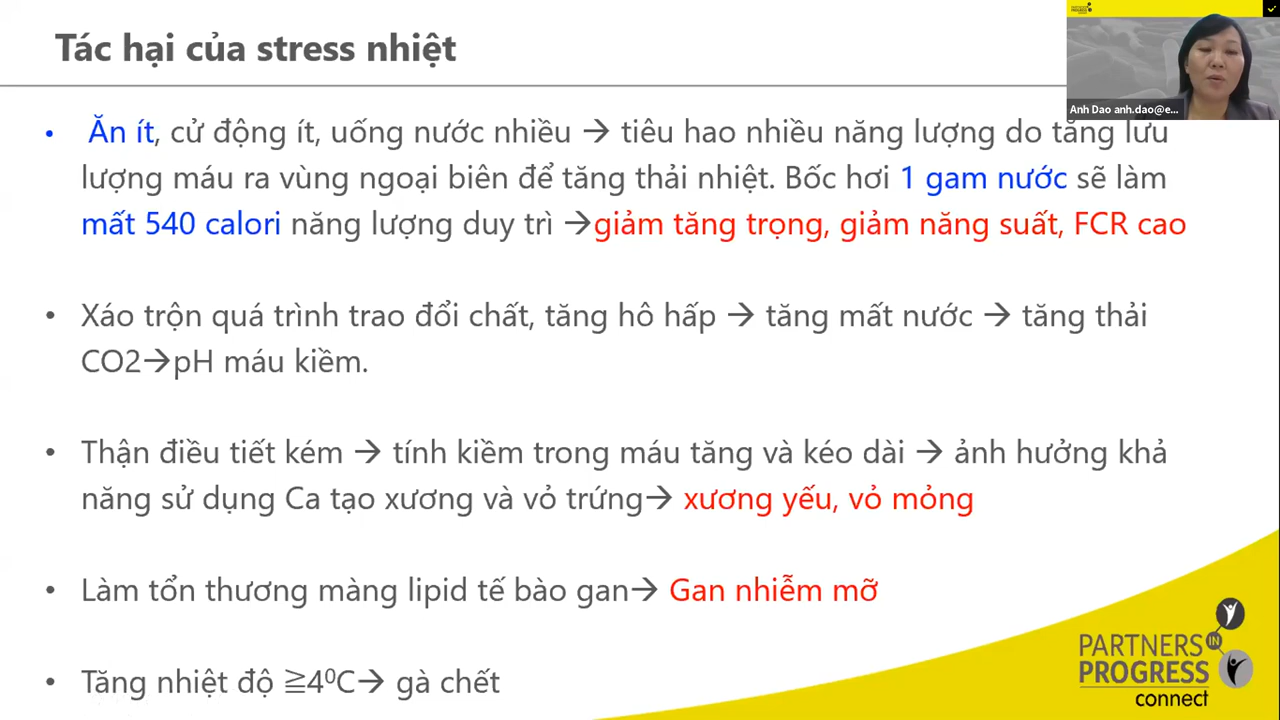 Tác hại của stress nhiệt
Anh Dao anh.dao@e...
• Ăn ít, cử động ít, uống nước nhiều → tiêu hao nhiều năng lượng do tăng lưu
lượng máu ra vùng ngoại biên để tăng thải nhiệt. Bốc hơi 1 gam nước sẽ làm
mất 540 calori năng lượng duy trì →giảm tăng trọng, giảm năng suất, FCR cao
• Xáo trộn quá trình trao đổi chất, tăng hô hấp → tăng mất nước → tăng thải
CO2→pH máu kiềm.
• Thận điều tiết kém → tính kiềm trong máu tăng và kéo dài → ảnh hưởng khả
năng sử dụng Ca tạo xương và vỏ trứng→ xương yếu, vỏ mỏng
• Làm tổn thương màng lipid tế bào gan→ Gan nhiễm mỡ
• Tăng nhiệt độ ≧4⁰C→ gà chết
PARTNERS IN
PROGRESS
connect